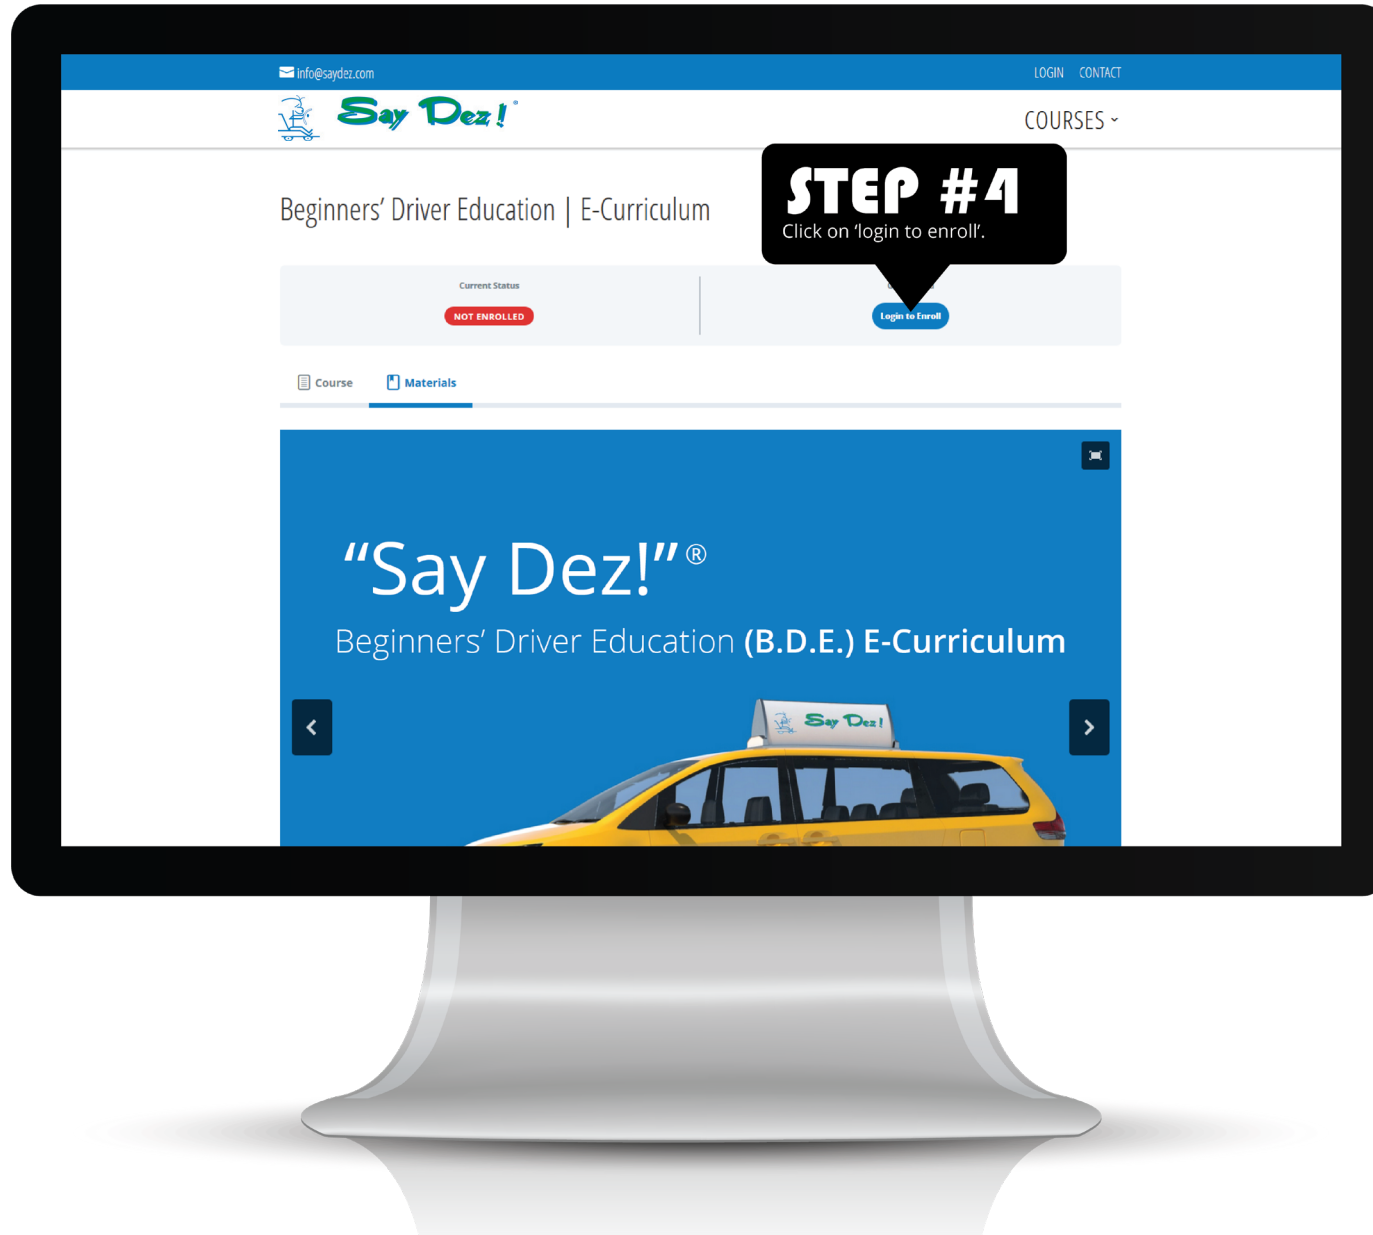 info@saydez.com
LOGIN CONTACT
Say Dez!®
COURSES
STEP #4
Click on 'login to enroll'.
Beginners' Driver Education | E-Curriculum
Current Status
NOT ENROLLED
Login to Enroll
Course
Materials
“Say Dez!”®
Beginners' Driver Education (B.D.E.) E-Curriculum
Say Dez!